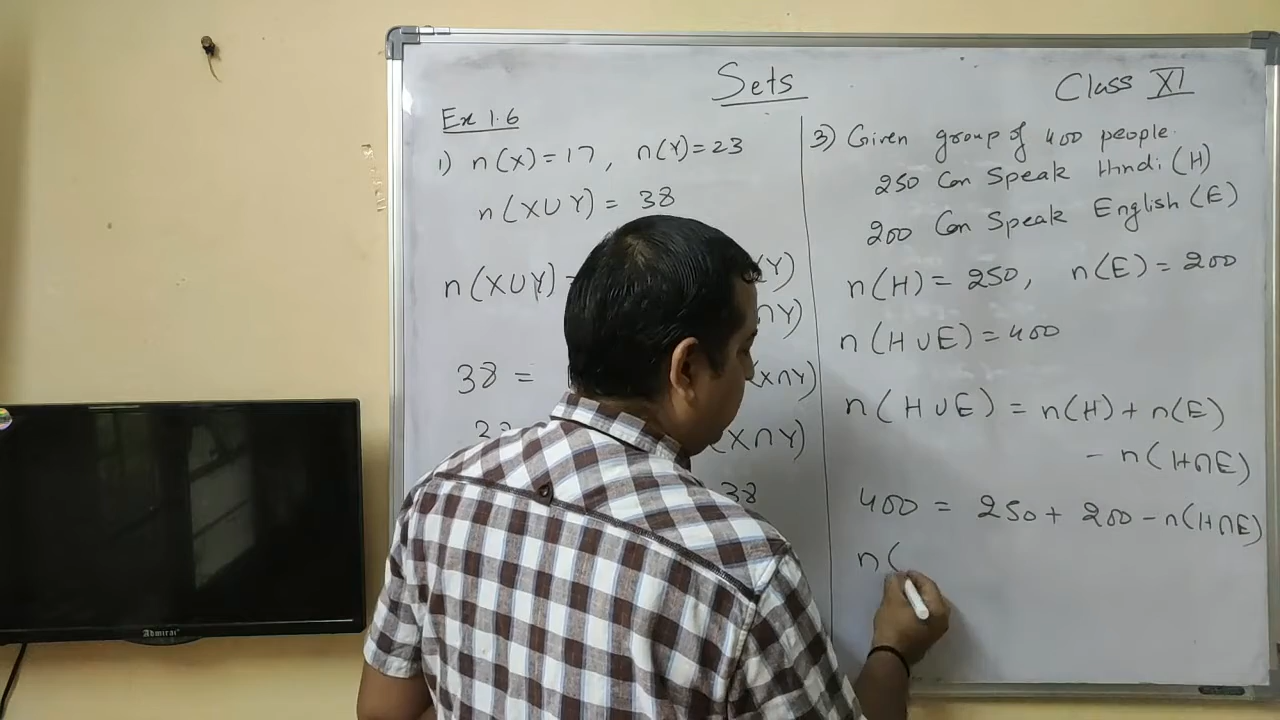 Sets
Class XI
Ex 1.6
1) n(X)=17, n(Y)=23
n(X∪Y) = 38
n(X∪Y)
Y)
∩Y)
38 =
(X∩Y)
(X∩Y)
38
3) Given group of 400 people.
250 Can Speak Hindi (H)
200 Can Speak English (E)
n(H) = 250, n(E) = 200
n(H∪E) = 400
n(H∪E) = n(H) + n(E)
- n(H∩E)
400 = 250 + 200 - n(H∩E)
n(
Admiral